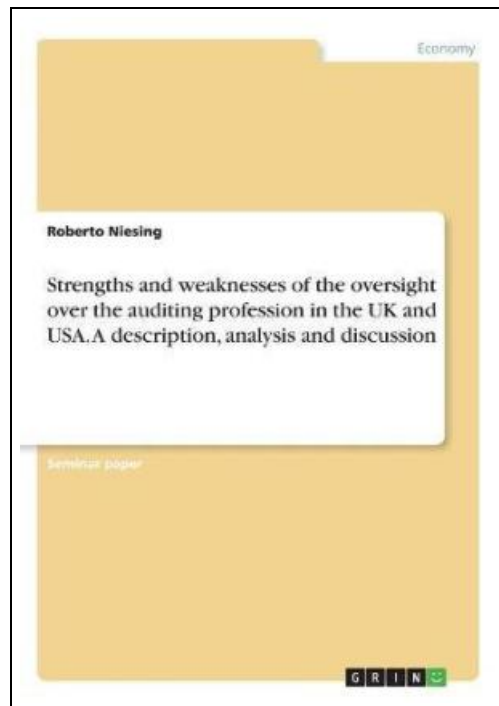 Economy
Roberto Niesing
Strengths and weaknesses of the oversight
over the auditing profession in the UK and
USA. A description, analysis and discussion
Seminar paper
GRIN